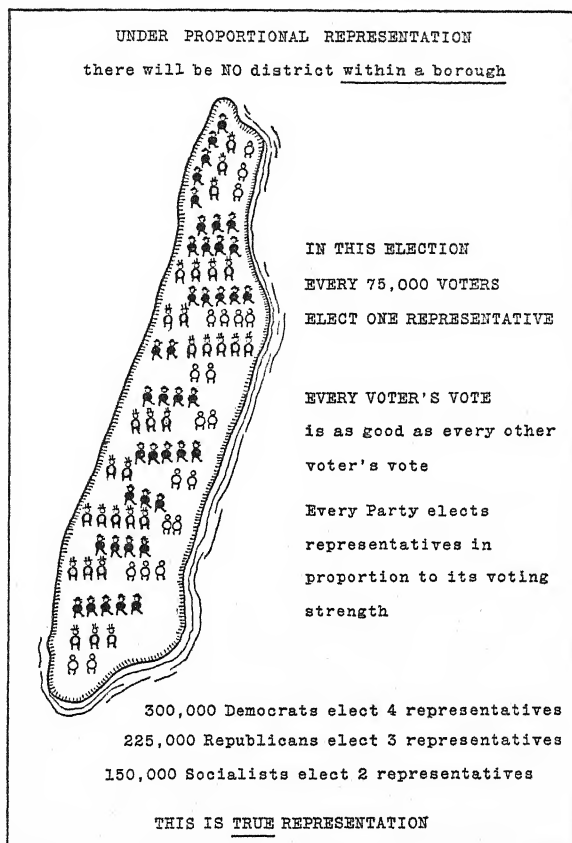 UNDER PROPORTIONAL REPRESENTATION
there will be NO district within a borough
IN THIS ELECTION
EVERY 75,000 VOTERS
ELECT ONE REPRESENTATIVE
EVERY VOTER'S VOTE
is as good as every other
voter's vote
Every Party elects
representatives in
proportion to its voting
strength
300,000 Democrats elect 4 representatives
225,000 Republicans elect 3 representatives
150,000 Socialists elect 2 representatives
THIS IS TRUE REPRESENTATION